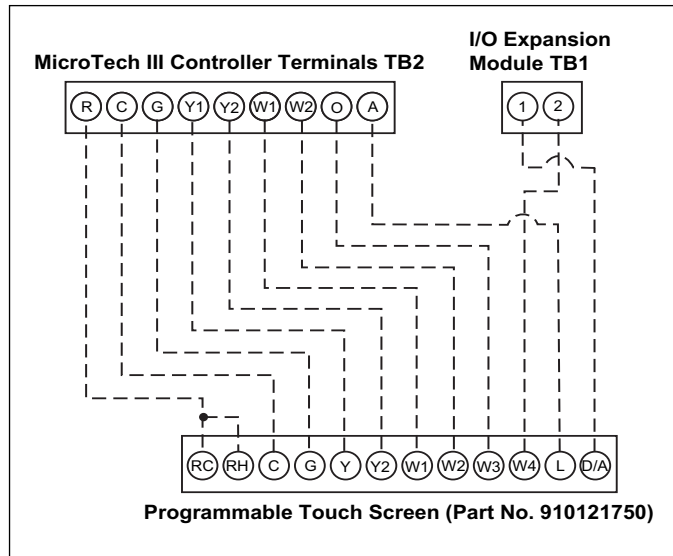 MicroTech III Controller Terminals TB2
I/O Expansion
Module TB1
R C G Y1 Y2 W1 W2 O A
1 2
RC RH C G Y Y2 W1 W2 W3 W4 L D/A
Programmable Touch Screen (Part No. 910121750)